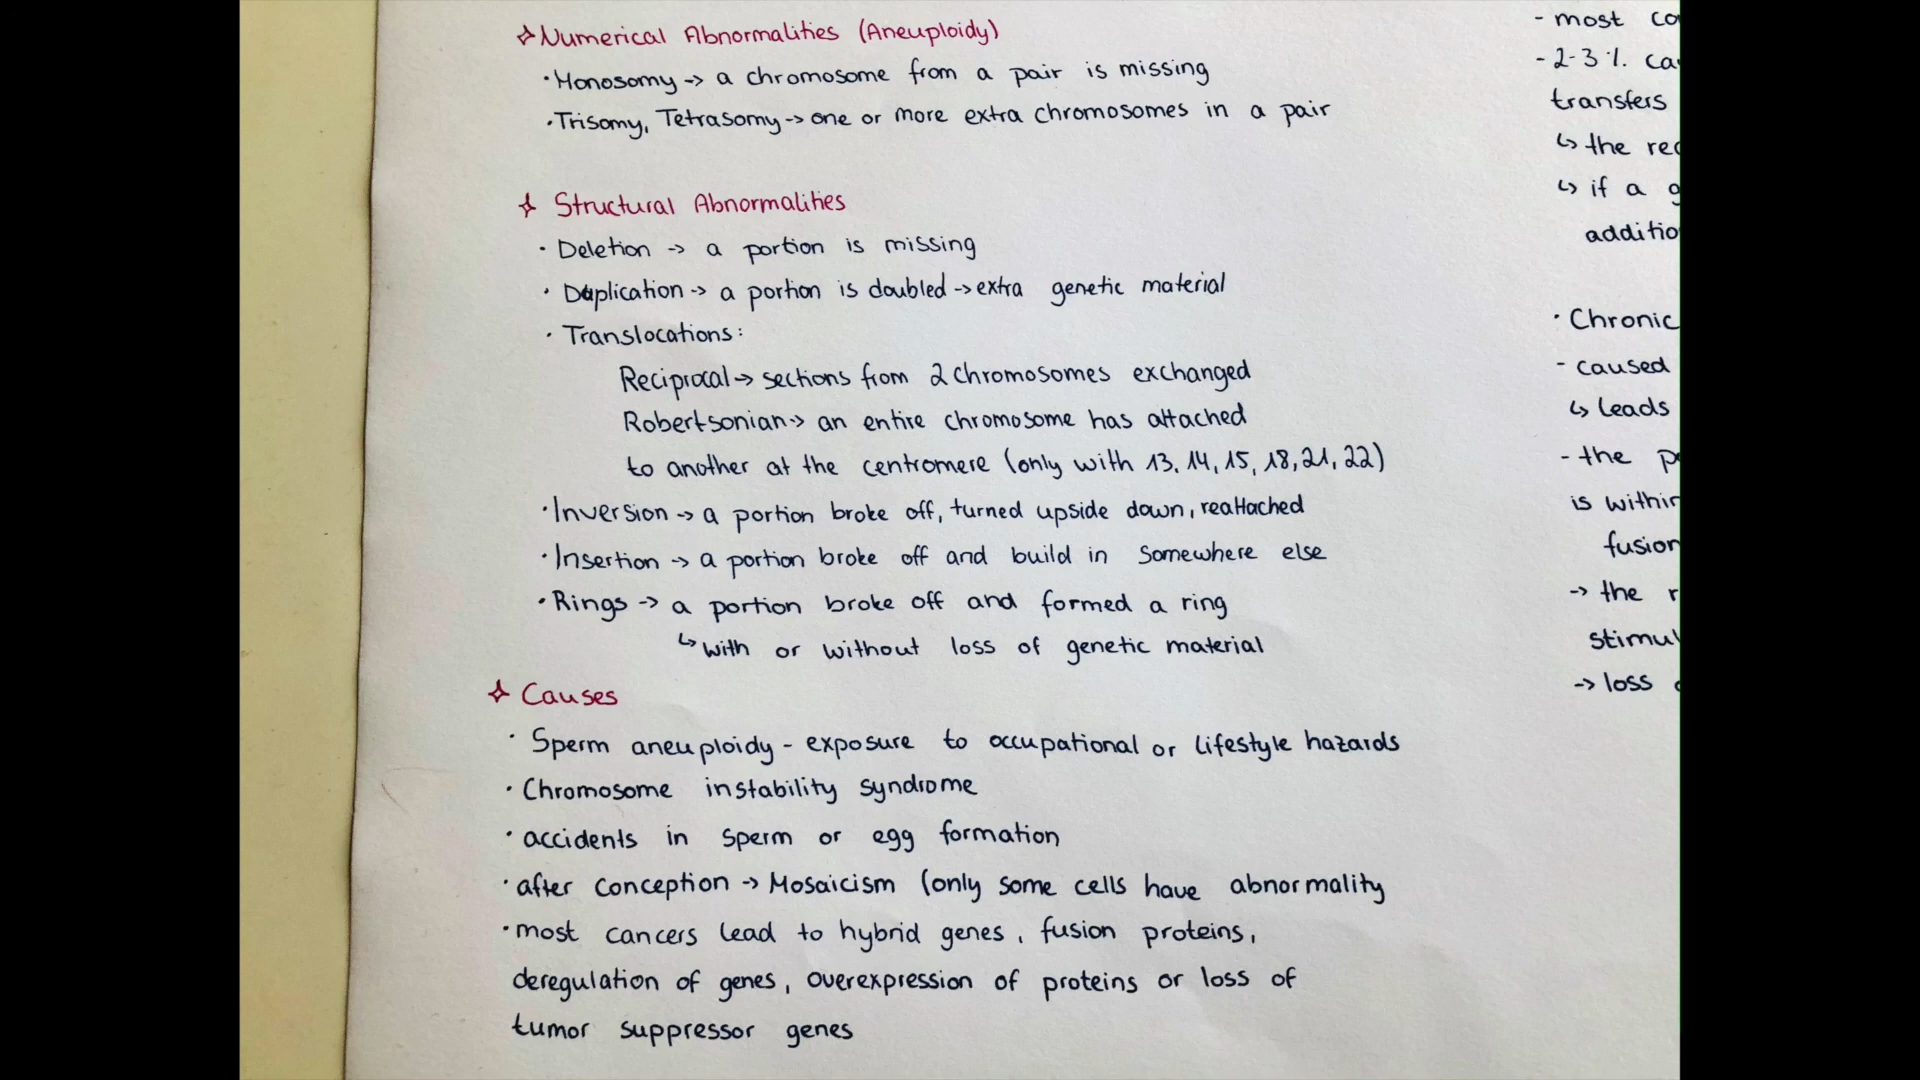 Numerical Abnormalities (Aneuploidy)
· Monosomy -> a chromosome from a pair is missing
· Trisomy, Tetrasomy -> one or more extra chromosomes in a pair
Structural Abnormalities
· Deletion -> a portion is missing
· Duplication -> a portion is doubled -> extra genetic material
· Translocations:
Reciprocal -> sections from 2 chromosomes exchanged
Robertsonian -> an entire chromosome has attached
to another at the centromere (only with 13, 14, 15, 18, 21, 22)
· Inversion -> a portion broke off, turned upside down, reattached
· Insertion -> a portion broke off and build in somewhere else
· Rings -> a portion broke off and formed a ring
↳ with or without loss of genetic material
Causes
· Sperm aneuploidy - exposure to occupational or lifestyle hazards
· Chromosome instability syndrome
· accidents in sperm or egg formation
· after conception -> Mosaicism (only some cells have abnormality
· most cancers lead to hybrid genes, fusion proteins,
deregulation of genes, overexpression of proteins or loss of
tumor suppressor genes
- most
- 2-3%
transfers
↳ the
↳ if a
· Chronic
- caused
↳ leads
- the
is
-> the
-> loss